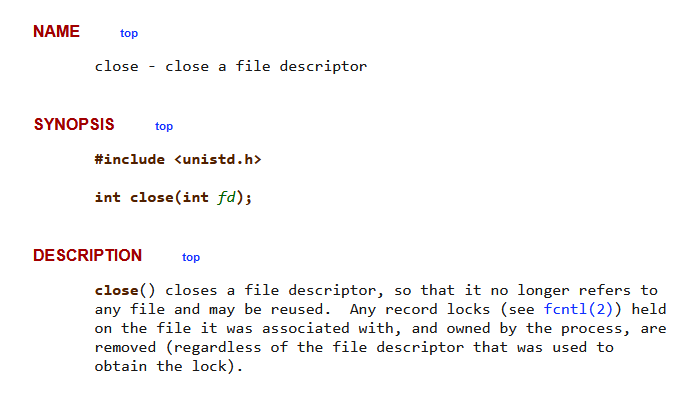 NAME top
close - close a file descriptor
SYNOPSIS top
#include <unistd.h>
int close(int fd);
DESCRIPTION top
close() closes a file descriptor, so that it no longer refers to
any file and may be reused.  Any record locks (see fcntl(2)) held
on the file it was associated with, and owned by the process, are
removed (regardless of the file descriptor that was used to
obtain the lock).